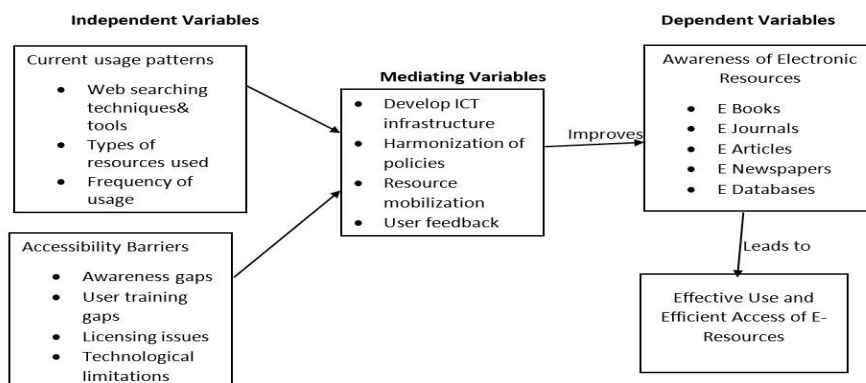 Independent Variables
Current usage patterns
• Web searching
techniques&
tools
• Types of
resources used
• Frequency of
usage
Accessibility Barriers
• Awareness gaps
• User training
gaps
• Licensing issues
• Technological
limitations
Mediating Variables
• Develop ICT
infrastructure
• Harmonization of
policies
• Resource
mobilization
• User feedback
Improves
Dependent Variables
Awareness of Electronic
Resources
• E Books
• E Journals
• E Articles
• E Newspapers
• E Databases
Leads to
Effective Use and
Efficient Access of E-
Resources